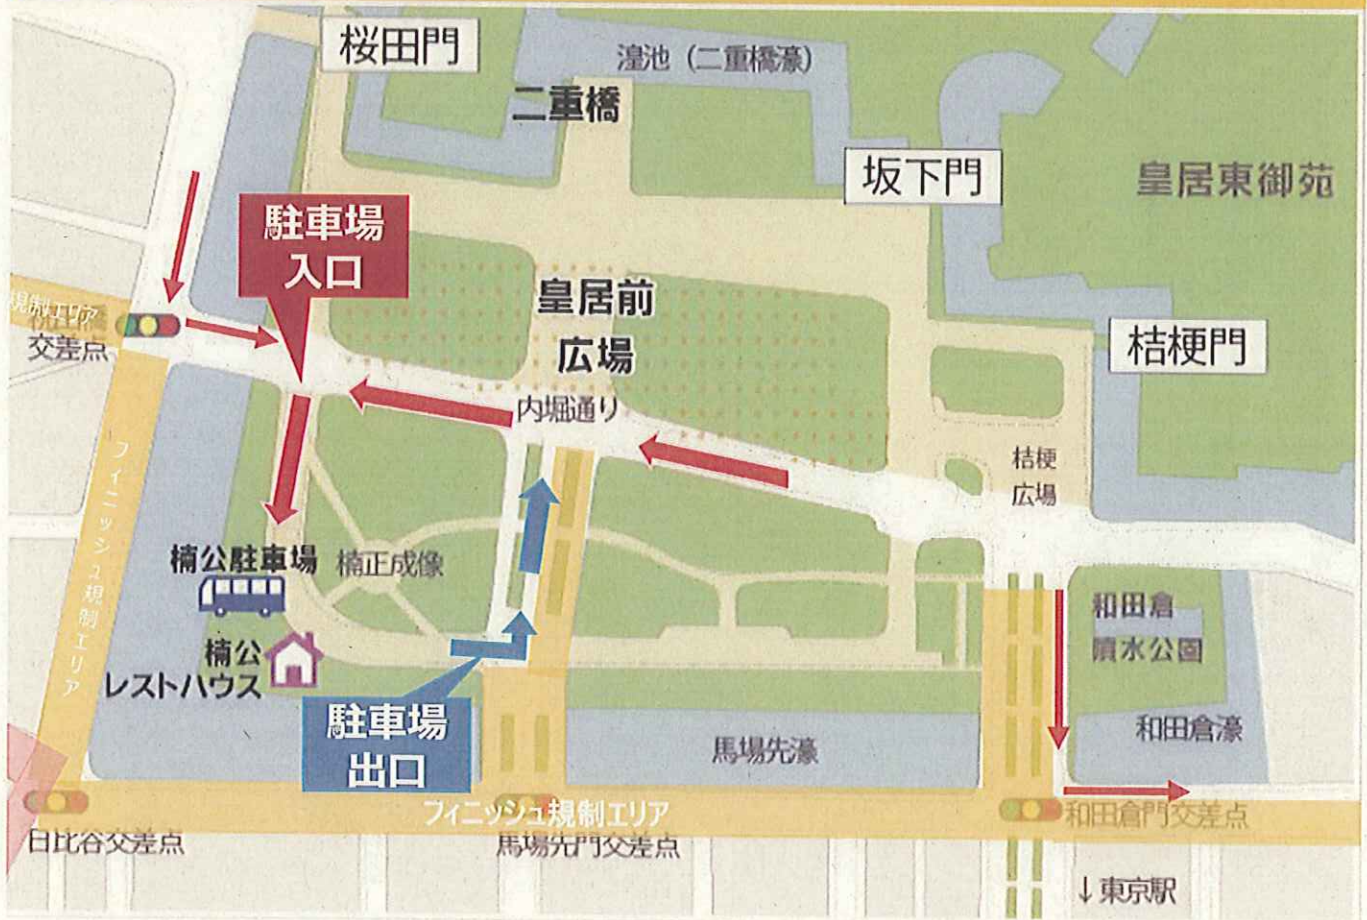 桜田門
湟池（二重橋濠）
二重橋
坂下門
皇居東御苑
駐車場
入口
皇居前
広場
規制エリア
交差点
桔梗門
内堀通り
桔梗
広場
フィニッシュ規制エリア
楠公駐車場
楠正成像
楠公
レストハウス
和田倉
噴水公園
駐車場
出口
馬場先濠
和田倉濠
フィニッシュ規制エリア
和田倉門交差点
日比谷交差点
馬場先門交差点
↓東京駅